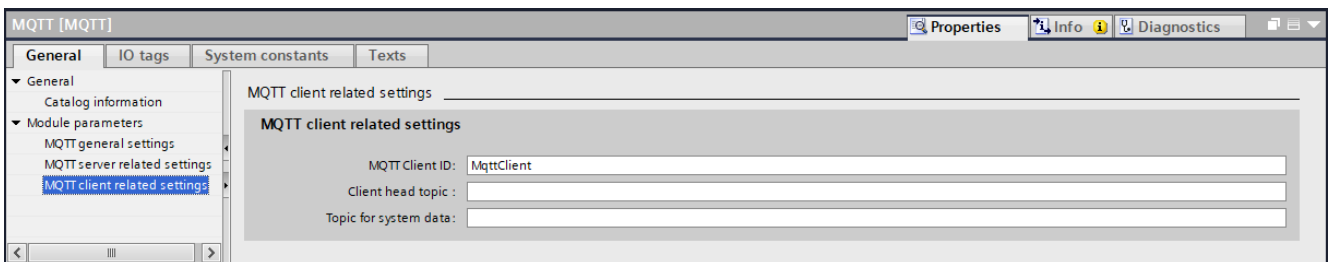 MQTT [MQTT]
Properties
Info
Diagnostics
General
IO tags
System constants
Texts
General
Catalog information
Module parameters
MQTT general settings
MQTT server related settings
MQTT client related settings
MQTT client related settings
MQTT client related settings
MQTT Client ID: MqttClient
Client head topic :
Topic for system data: